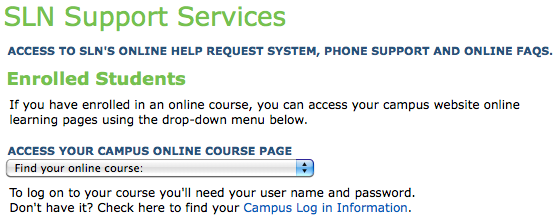 SLN Support Services
ACCESS TO SLN'S ONLINE HELP REQUEST SYSTEM, PHONE SUPPORT AND ONLINE FAQS.
Enrolled Students
If you have enrolled in an online course, you can access your campus website online
learning pages using the drop-down menu below.
ACCESS YOUR CAMPUS ONLINE COURSE PAGE
Find your online course:
To log on to your course you'll need your user name and password.
Don't have it? Check here to find your Campus Log in Information.